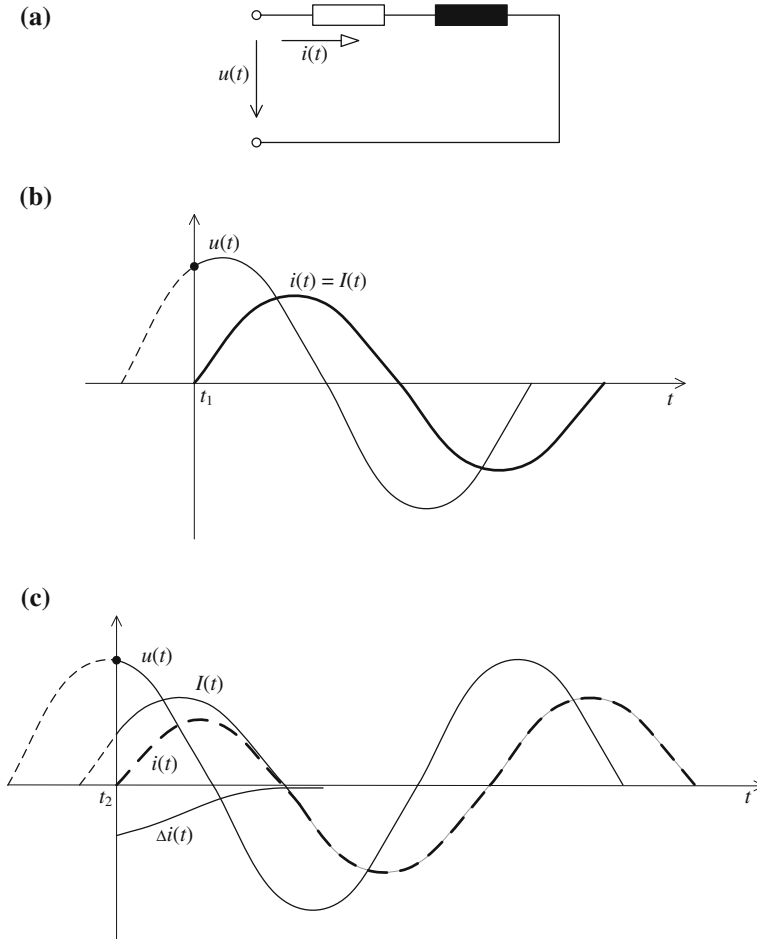 (a)
i(t)
u(t)
(b)
u(t)
i(t) = I(t)
t₁
t
(c)
u(t)
I(t)
i(t)
t₂
t
Δi(t)